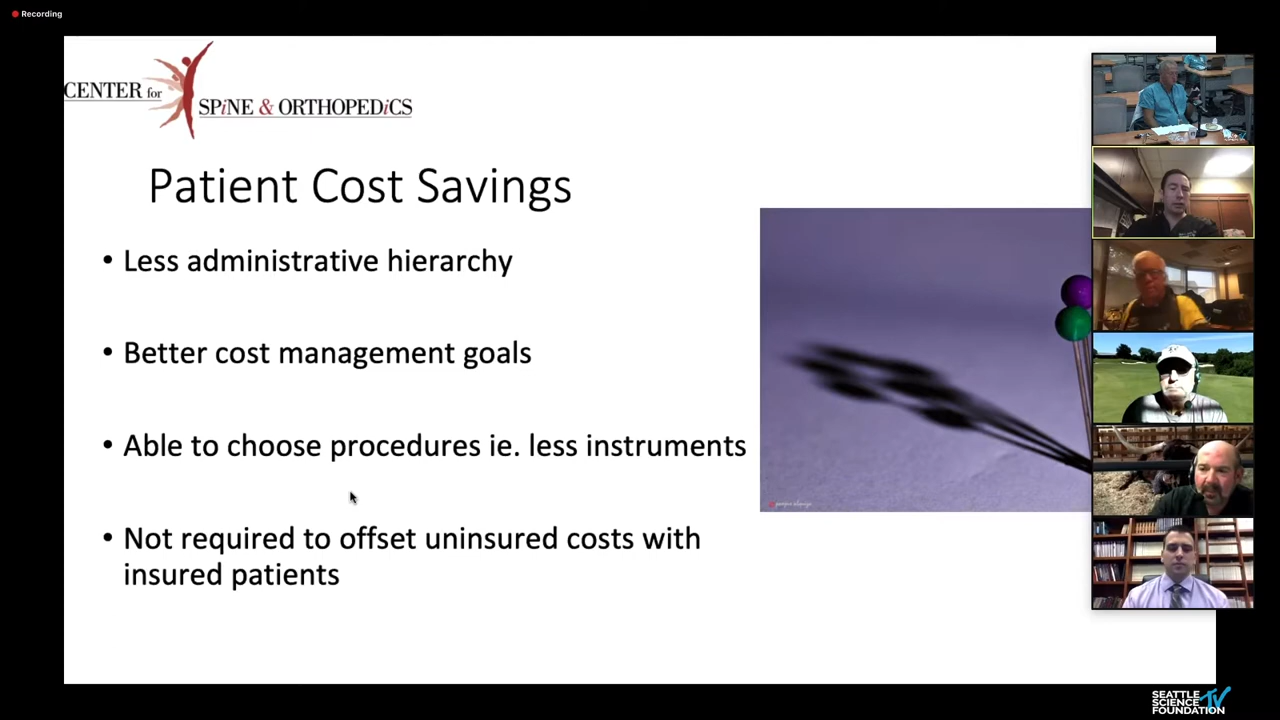 Recording
CENTER for
SPiNE & ORTHOPEDiCS
Patient Cost Savings
• Less administrative hierarchy
• Better cost management goals
• Able to choose procedures ie. less instruments
• Not required to offset uninsured costs with
insured patients
SEATTLE
SCIENCE TV
FOUNDATION